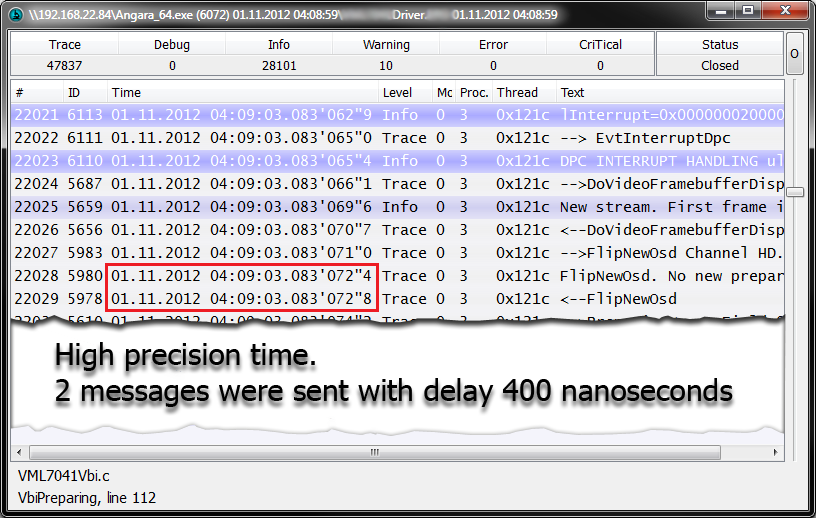 \\192.168.22.84\Angara_64.exe (6072) 01.11.2012 04:08:59\ Driver. 01.11.2012 04:08:59
Trace Debug Info Warning Error CriTical Status O
47837 0 28101 10 0 0 Closed
# ID Time Level Mc Proc. Thread Text
22021 6113 01.11.2012 04:09:03.083'062"9 Info 0 3 0x121c lInterrupt=0x000000020000
22022 6111 01.11.2012 04:09:03.083'065"0 Trace 0 3 0x121c --> EvtInterruptDpc
22023 6110 01.11.2012 04:09:03.083'065"4 Info 0 3 0x121c DPC INTERRUPT HANDLING ul
22024 5687 01.11.2012 04:09:03.083'066"1 Trace 0 3 0x121c -->DoVideoFramebufferDisp
22025 5659 01.11.2012 04:09:03.083'069"6 Info 0 3 0x121c New stream. First frame i
22026 5656 01.11.2012 04:09:03.083'070"7 Trace 0 3 0x121c <--DoVideoFramebufferDisp
22027 5983 01.11.2012 04:09:03.083'071"0 Trace 0 3 0x121c -->FlipNewOsd Channel HD.
22028 5980 01.11.2012 04:09:03.083'072"4 Trace 0 3 0x121c FlipNewOsd. No new prepar
22029 5978 01.11.2012 04:09:03.083'072"8 Trace 0 3 0x121c <--FlipNewOsd
High precision time.
2 messages were sent with delay 400 nanoseconds
VML7041Vbi.c
VbiPreparing, line 112